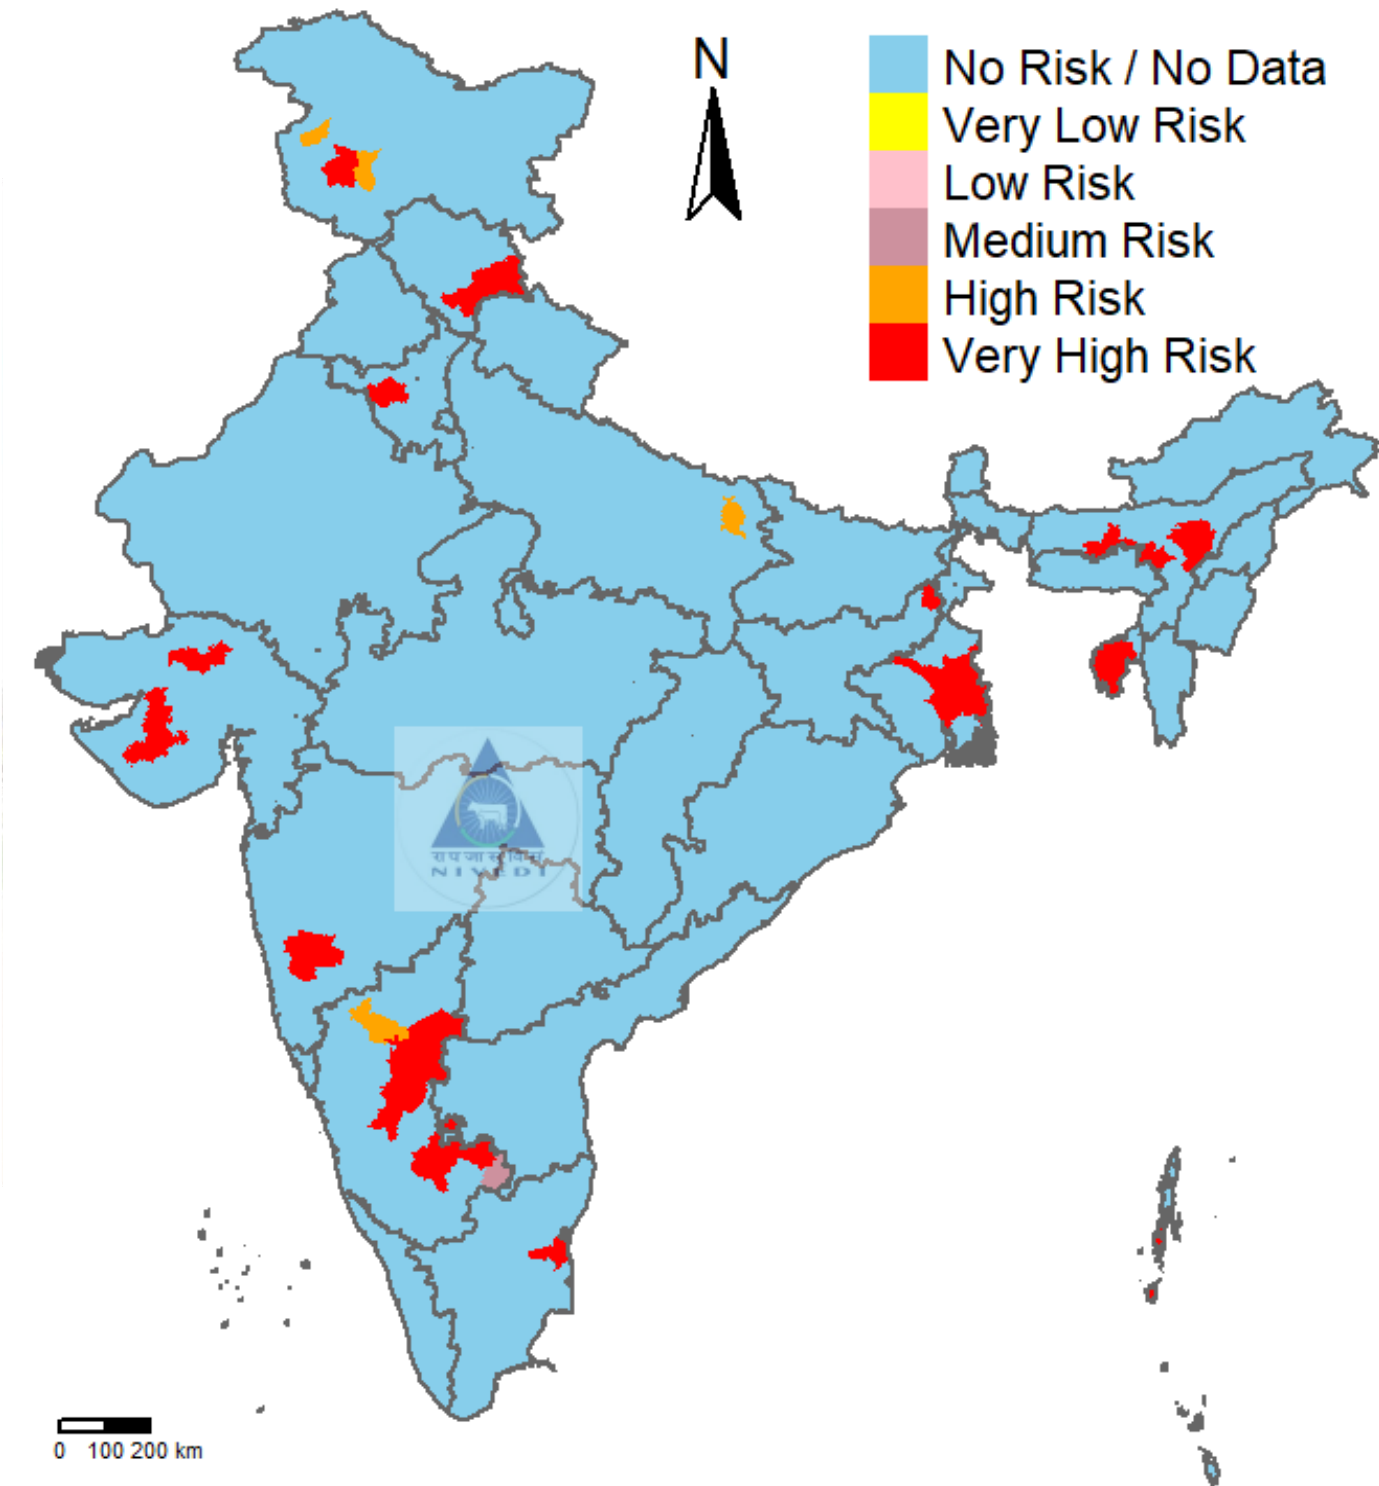 N
No Risk / No Data
Very Low Risk
Low Risk
Medium Risk
High Risk
Very High Risk
NIVEDI
0 100 200 km